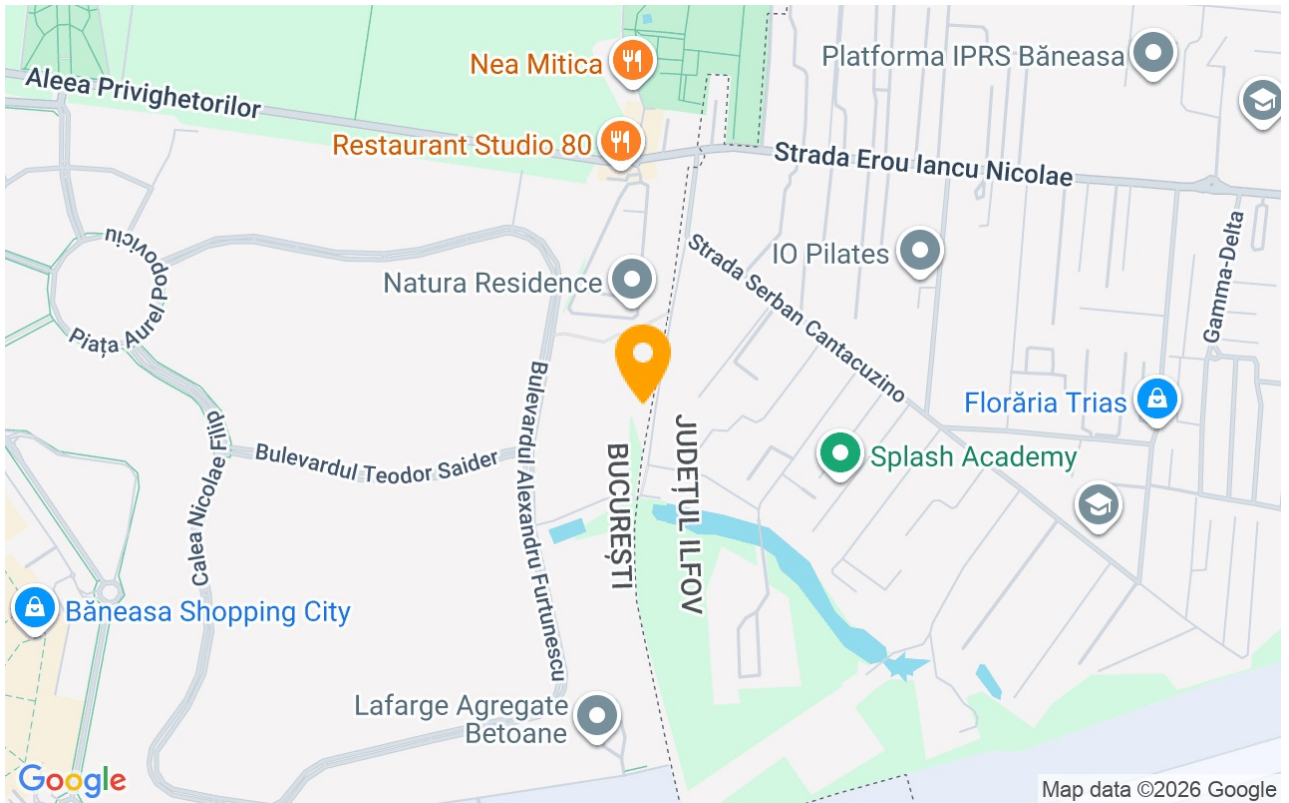 Nea Mitica
Platforma IPRS Băneasa
Aleea Privighetorilor
Restaurant Studio 80
Strada Erou Iancu Nicolae
Piața Aurel Popoviciu
Natura Residence
IO Pilates
Strada Serban Cantacuzino
Gamma-Delta
Bulevardul Alexandru Furtunescu
Florăria Trias
Calea Nicolae Filip
Bulevardul Teodor Saider
BUCUREȘTI
JUDEȚUL ILFOV
Splash Academy
Băneasa Shopping City
Lafarge Agregate
Betoane
Google
Map data ©2026 Google